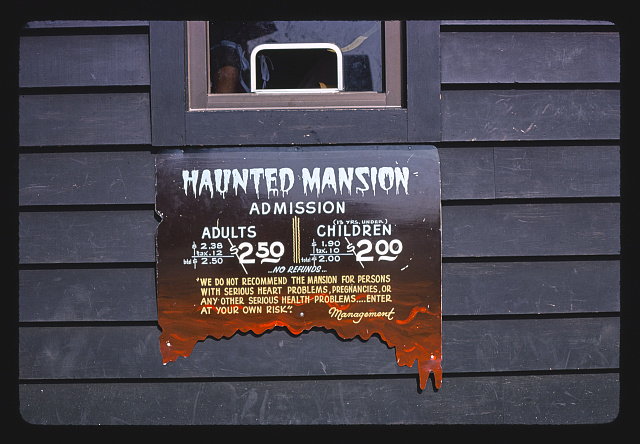 HAUNTED MANSION
ADMISSION
ADULTS
$ 2.38
tax .12
$ 2.50
$2.50
(12 YRS. UNDER)
CHILDREN
$ 1.90
tax .10
$ 2.00
$2.00
...NO REFUNDS...
"WE DO NOT RECOMMEND THE MANSION FOR PERSONS
WITH SERIOUS HEART PROBLEMS, PREGNANCIES, OR
ANY OTHER SERIOUS HEALTH PROBLEMS....ENTER
AT YOUR OWN RISK".
Management